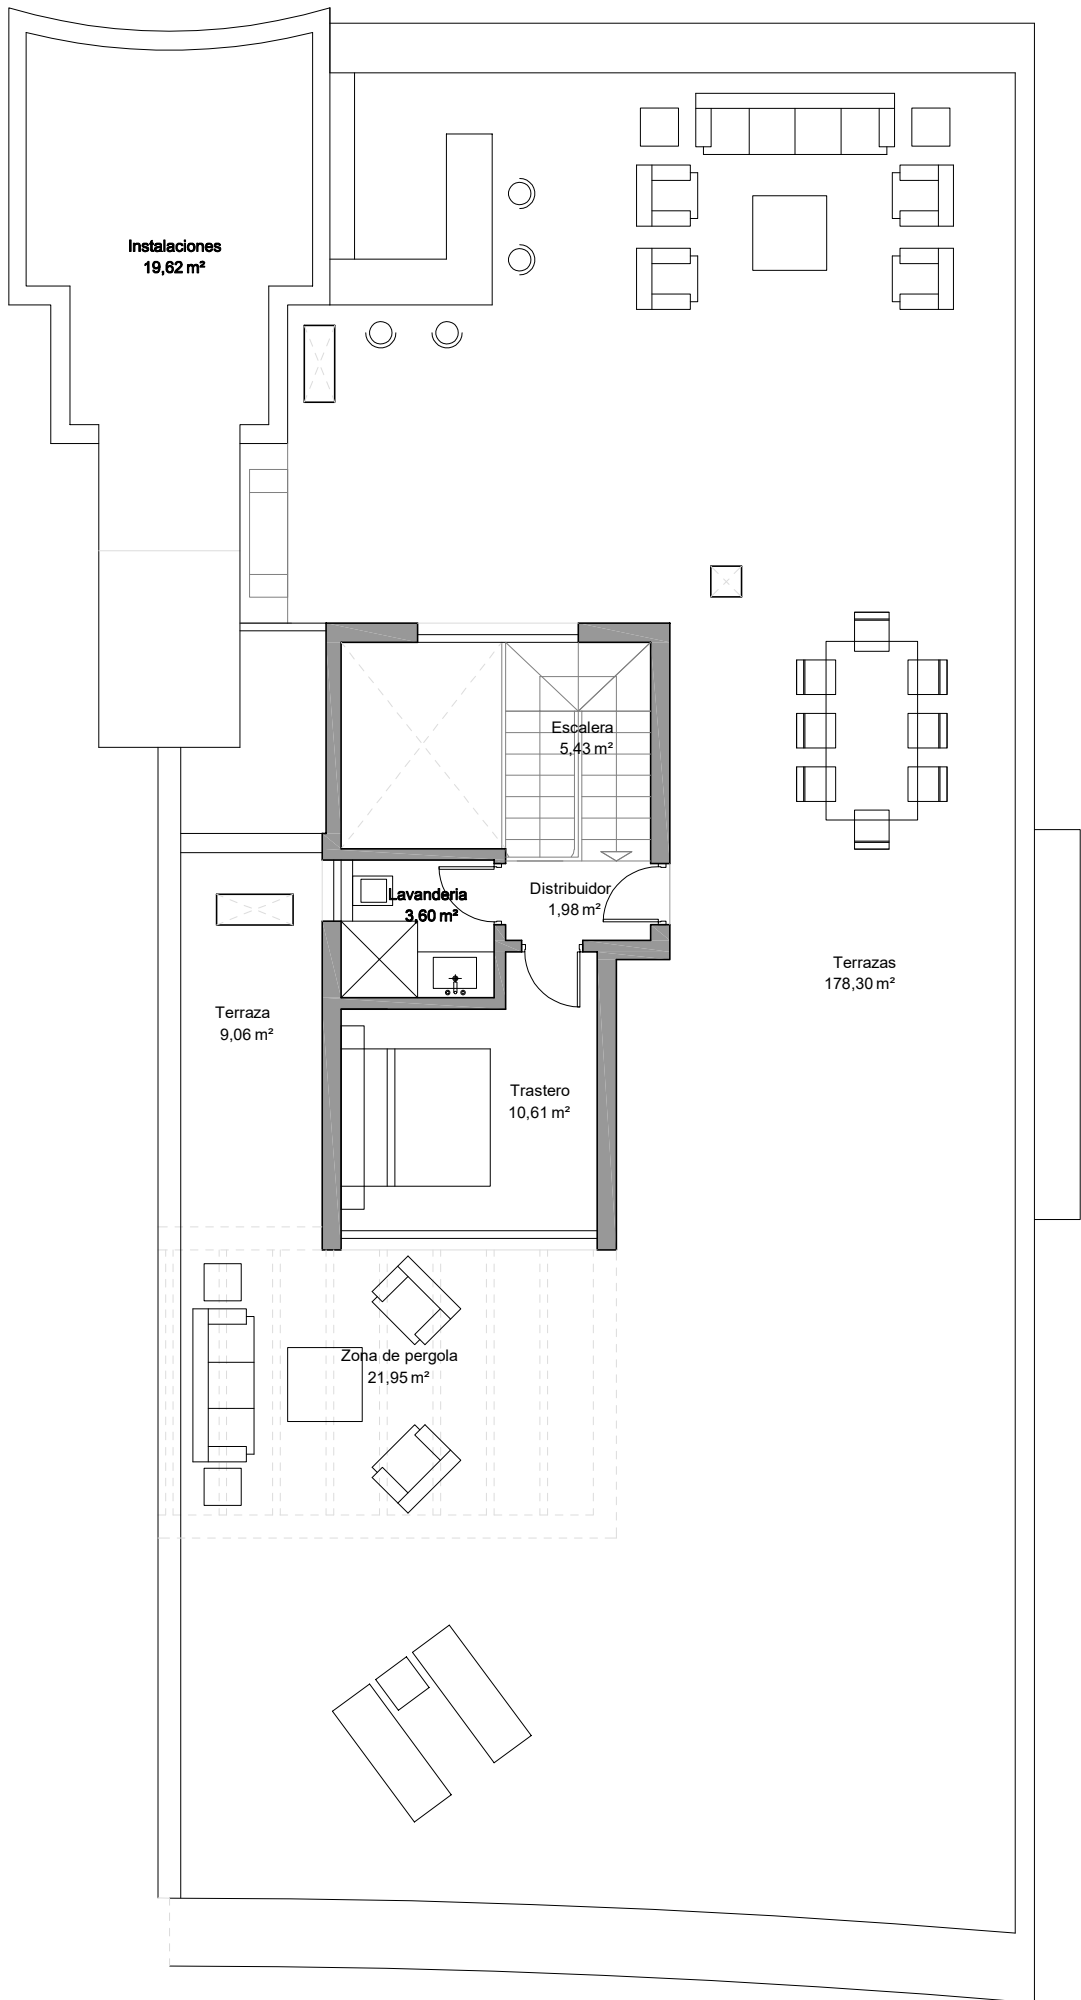 Instalaciones
19,62 m²
Escalera
5,43 m²
Lavanderia
3,60 m²
Distribuidor
1,98 m²
Terrazas
178,30 m²
Terraza
9,06 m²
Trastero
10,61 m²
Zona de pergola
21,95 m²